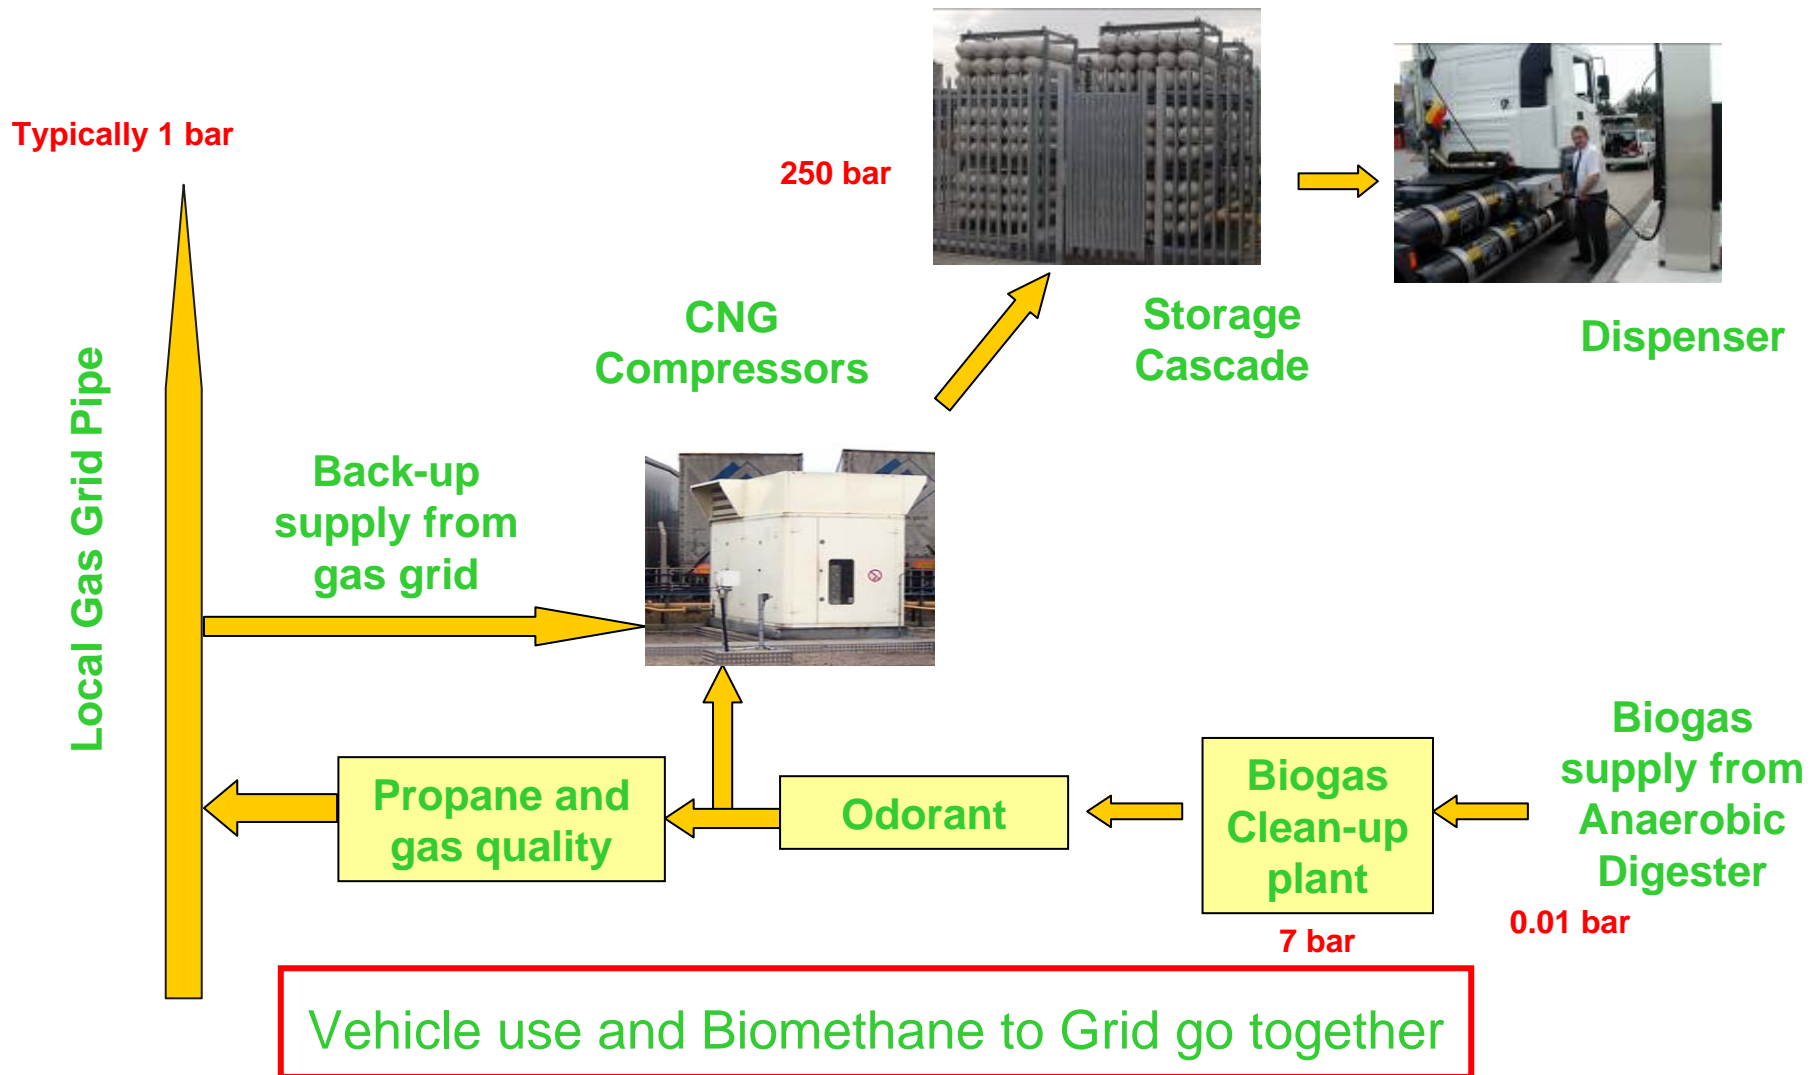 Typically 1 bar
250 bar
CNG
Compressors
Storage
Cascade
Dispenser
Local Gas Grid Pipe
Back-up
supply from
gas grid
Propane and
gas quality
Odorant
Biogas
Clean-up
plant
Biogas
supply from
Anaerobic
Digester
7 bar
0.01 bar
Vehicle use and Biomethane to Grid go together